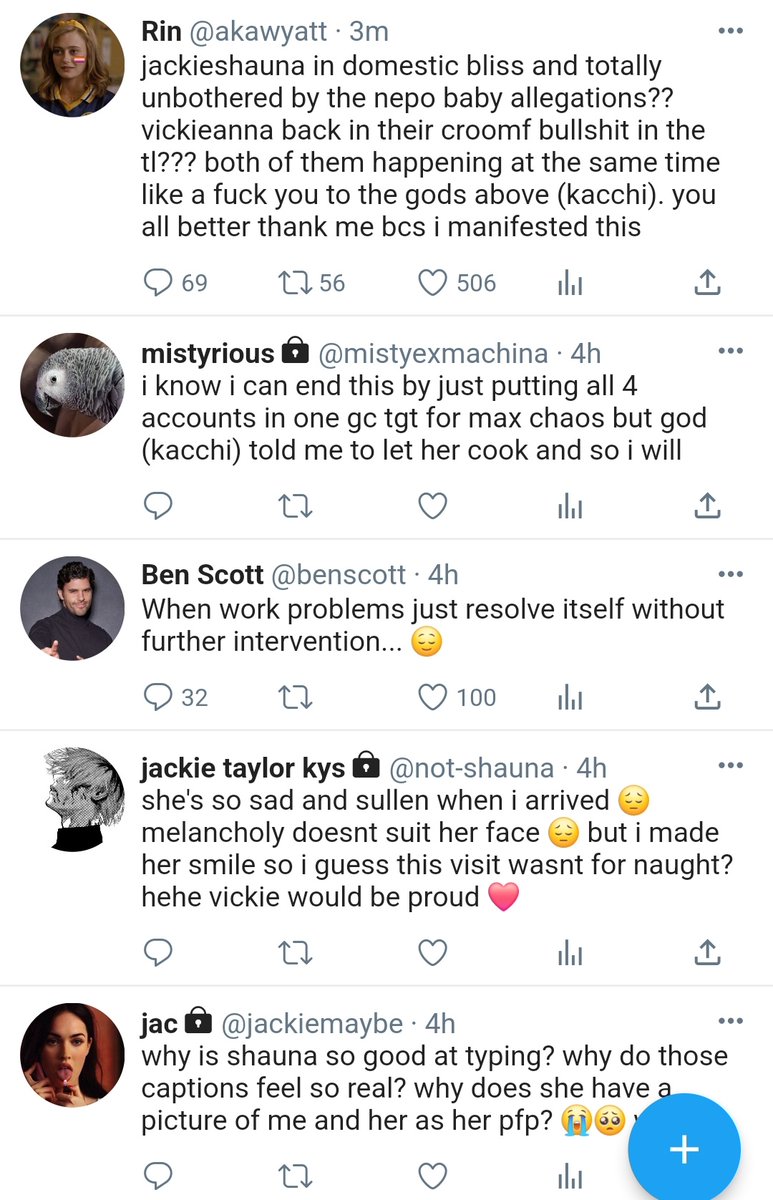 Rin @akawyatt · 3m
jackieshauna in domestic bliss and totally
unbothered by the nepo baby allegations??
vickieanna back in their croomf bullshit in the
tl??? both of them happening at the same time
like a fuck you to the gods above (kacchi). you
all better thank me bcs i manifested this
69 56 506
mistyrious @mistyexmachina · 4h
i know i can end this by just putting all 4
accounts in one gc tgt for max chaos but god
(kacchi) told me to let her cook and so i will
Ben Scott @benscott · 4h
When work problems just resolve itself without
further intervention... 😌
32 100
jackie taylor kys @not-shauna · 4h
she's so sad and sullen when i arrived 😔
melancholy doesnt suit her face 😔 but i made
her smile so i guess this visit wasnt for naught?
hehe vickie would be proud ❤️
jac @jackiemaybe · 4h
why is shauna so good at typing? why do those
captions feel so real? why does she have a
picture of me and her as her pfp? 😭🥺